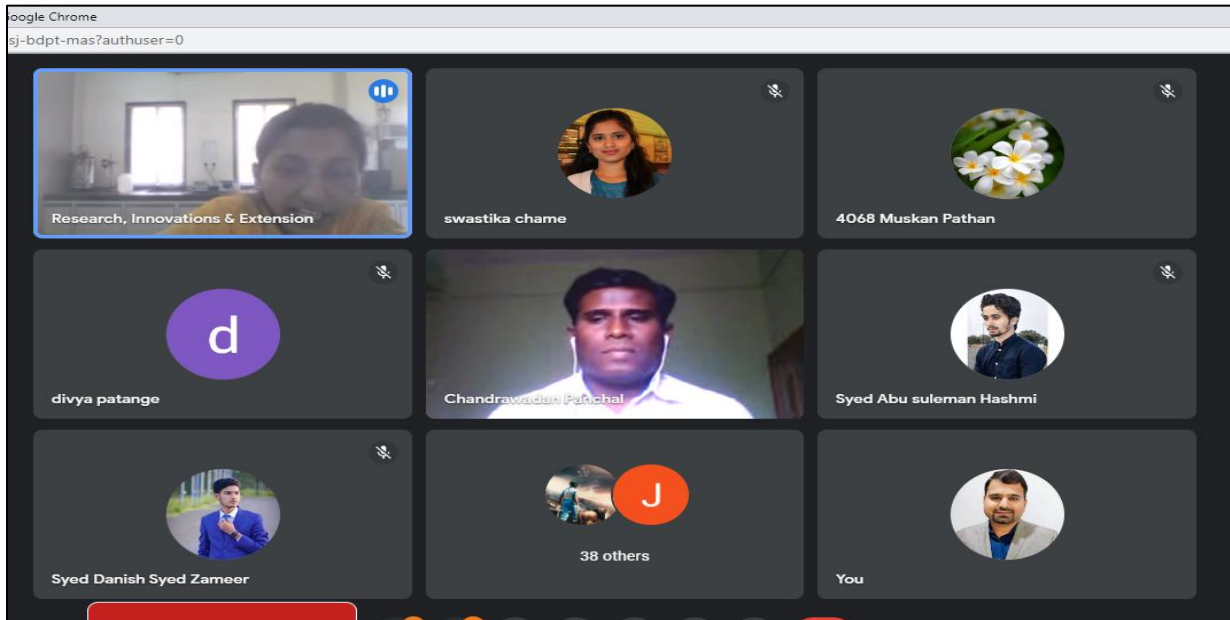 Google Chrome
sj-bdpt-mas?authuser=0
Research, Innovations & Extension
swastika chame
4068 Muskan Pathan
d
divya patange
Chandrawadan Panchal
Syed Abu suleman Hashmi
Syed Danish Syed Zameer
J
38 others
You